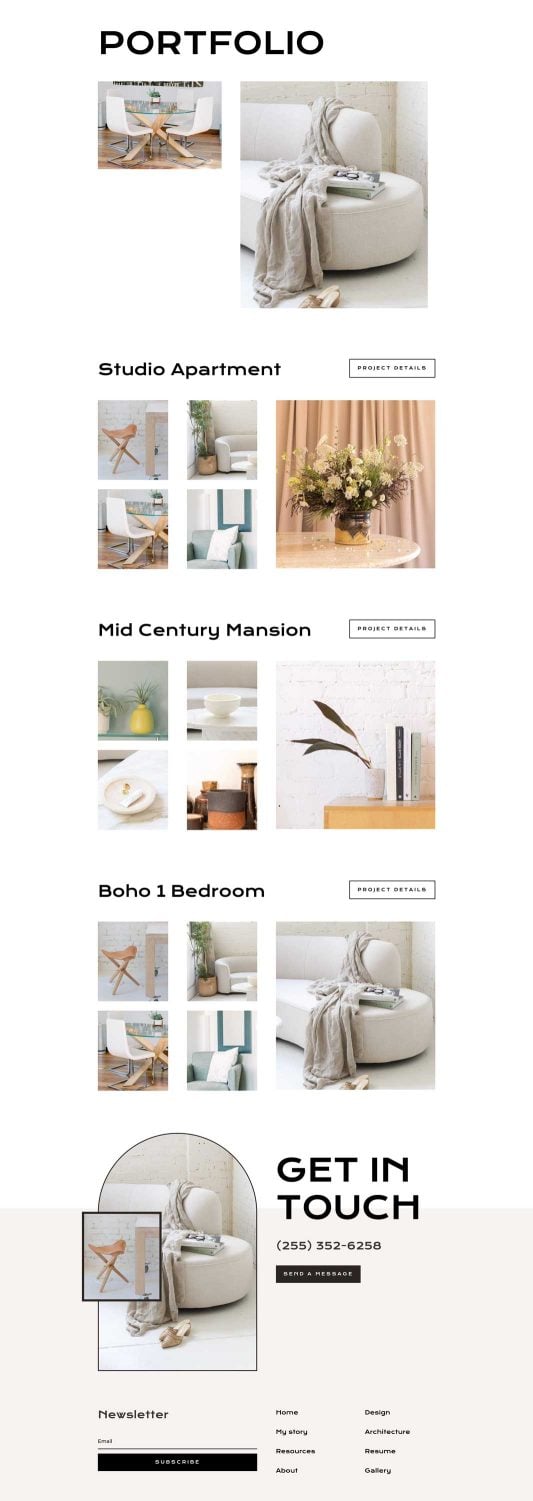 PORTFOLIO
Studio Apartment
PROJECT DETAILS
Mid Century Mansion
PROJECT DETAILS
Boho 1 Bedroom
PROJECT DETAILS
GET IN
TOUCH
(255) 352-6258
SEND A MESSAGE
Newsletter
Email
SUBSCRIBE
Home
My story
Resources
About
Design
Architecture
Resume
Gallery